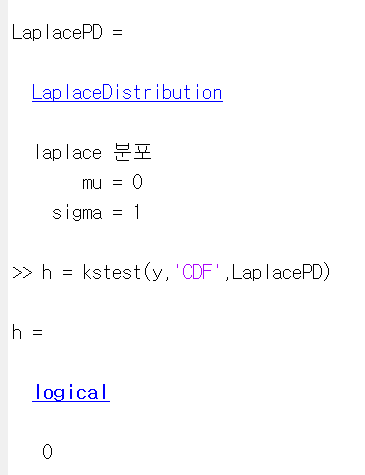 LaplacePD =
LaplaceDistribution
laplace 분포
mu = 0
sigma = 1
>> h = kstest(y,'CDF',LaplacePD)
h =
logical
0